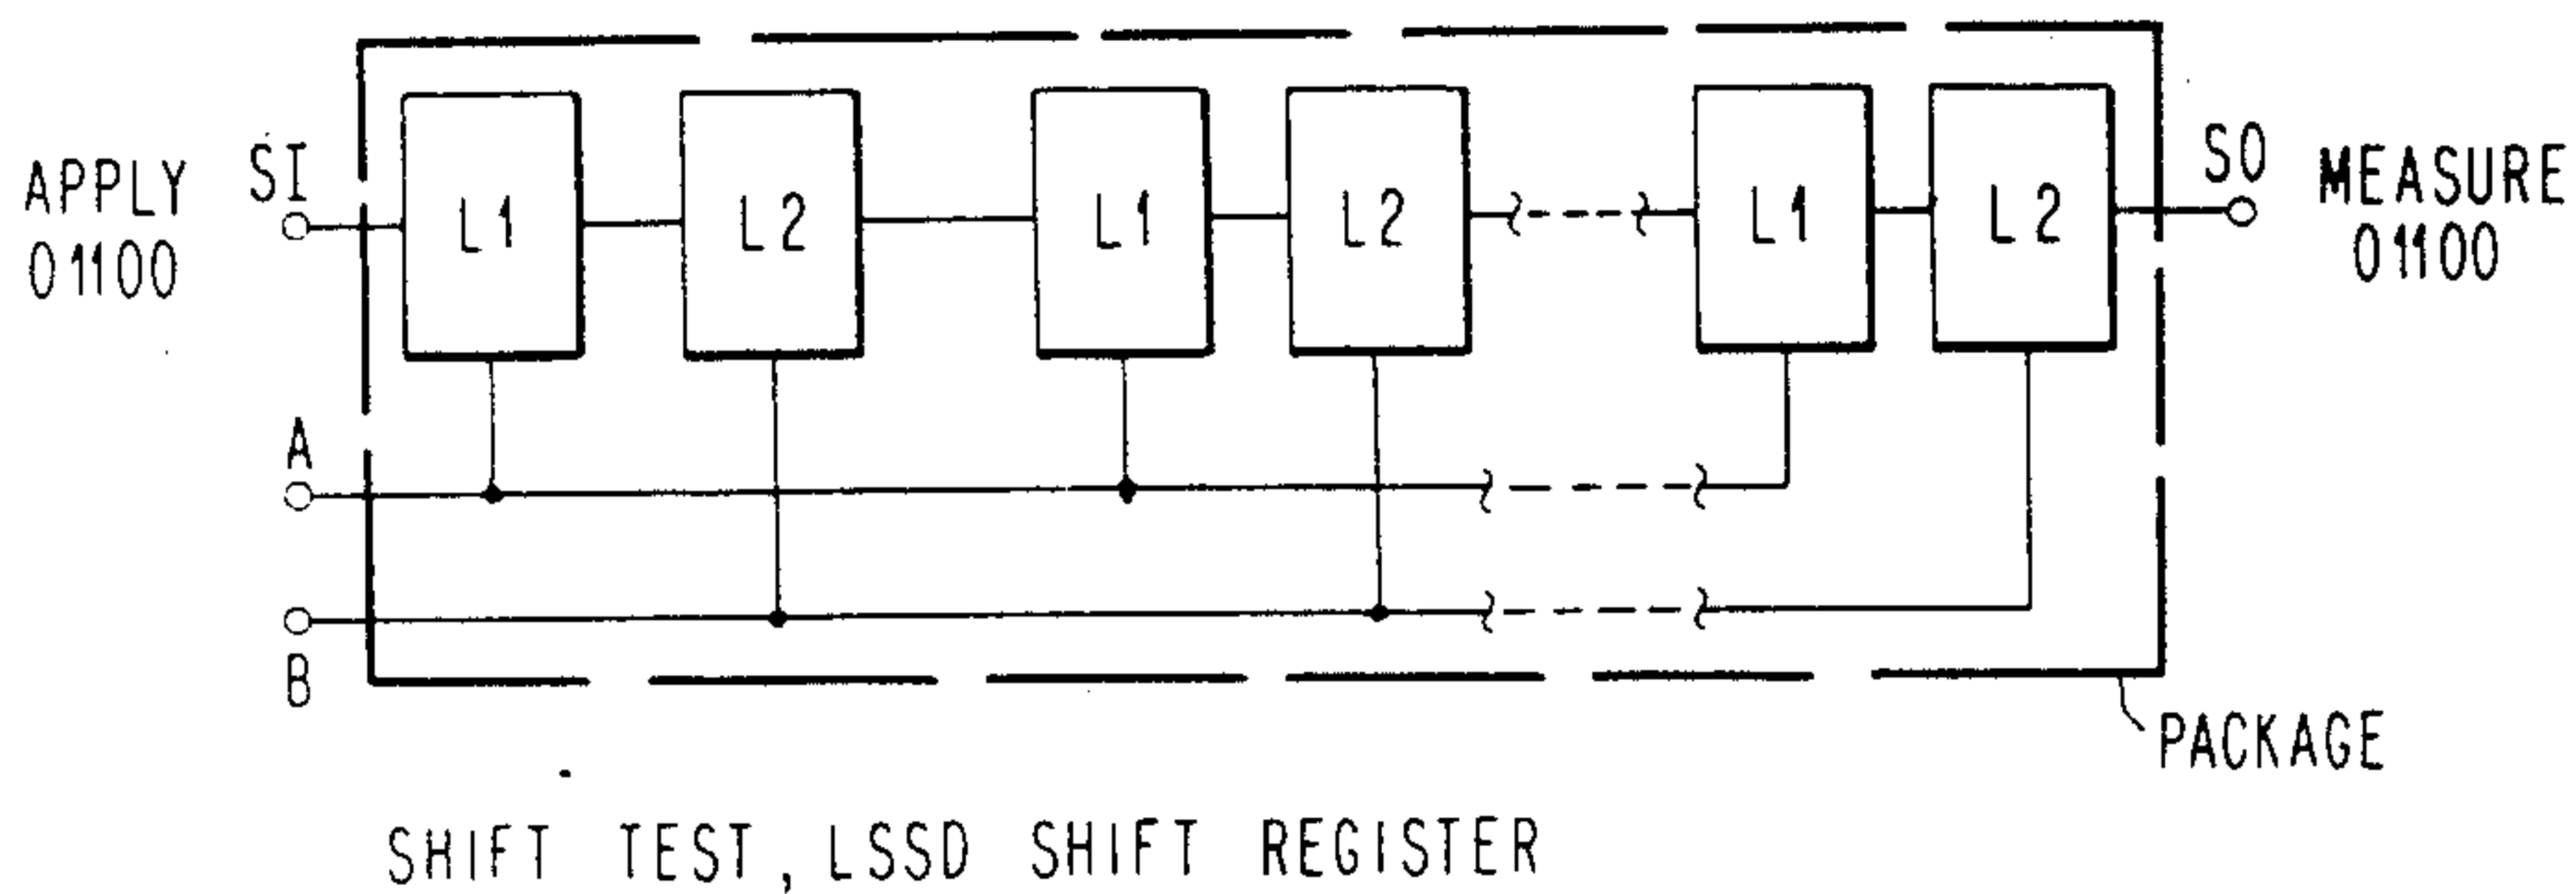 APPLY
01100
SI
L1
L2
L1
L2
L1
L2
SO
MEASURE
01100
A
B
PACKAGE
SHIFT TEST, LSSD SHIFT REGISTER